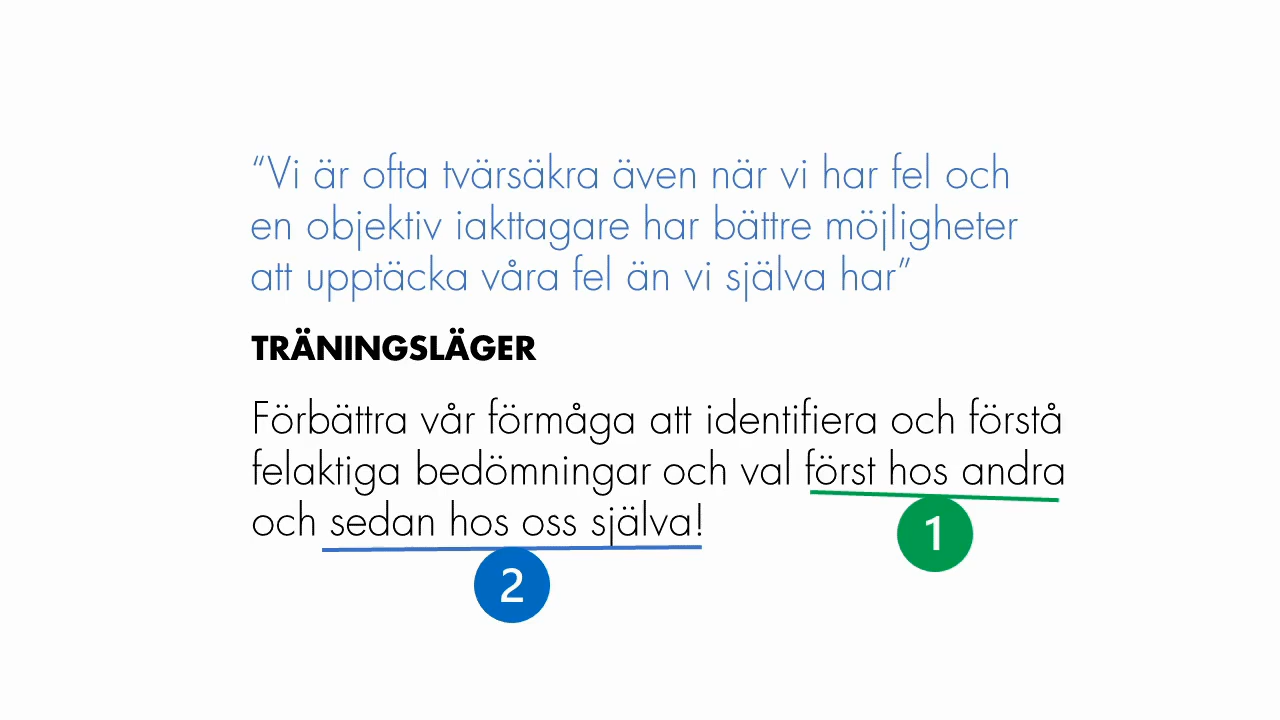 “Vi är ofta tvärsäkra även när vi har fel och
en objektiv iakttagare har bättre möjligheter
att upptäcka våra fel än vi själva har”
TRÄNINGSLÄGER
Förbättra vår förmåga att identifiera och förstå
felaktiga bedömningar och val först hos andra
och sedan hos oss själva!
1
2